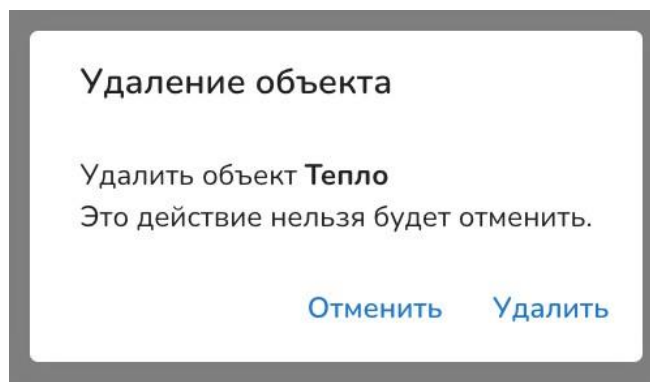 Удаление объекта
Удалить объект Тепло
Это действие нельзя будет отменить.
Отменить Удалить